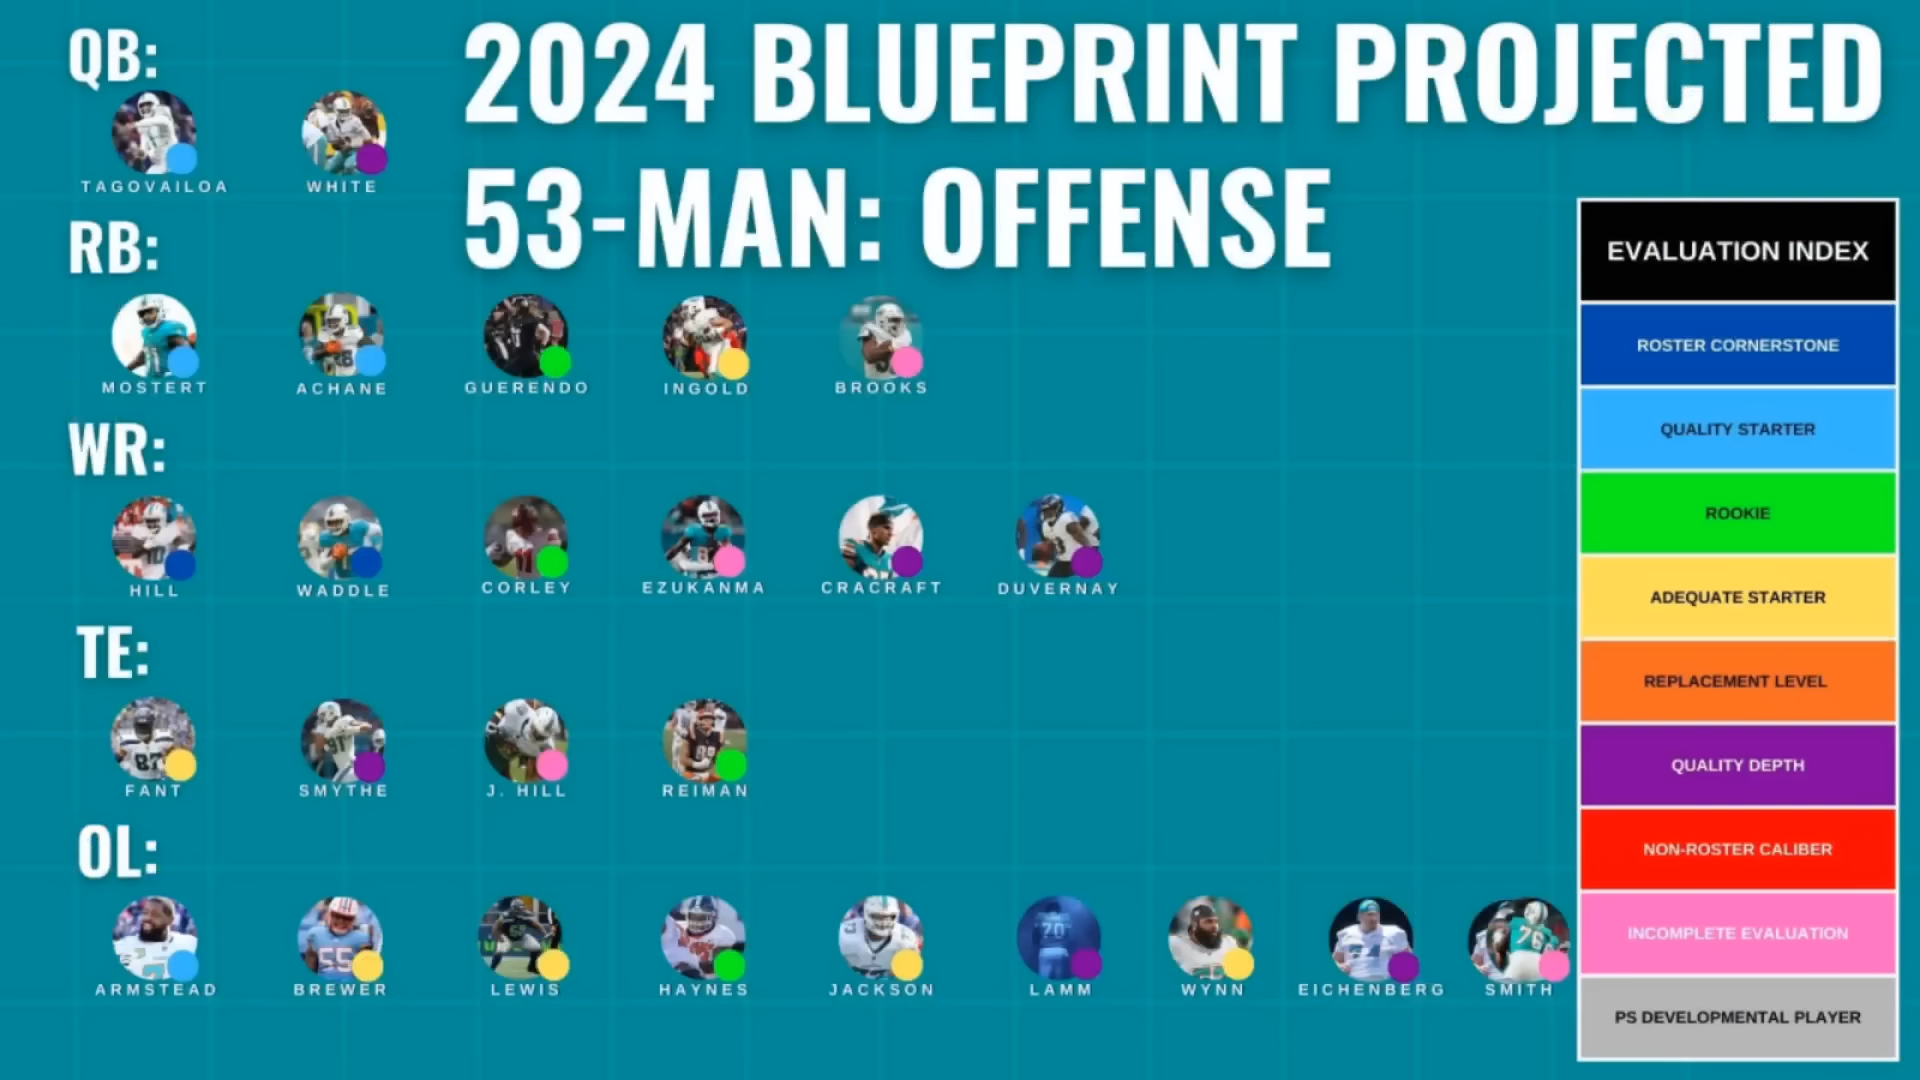 QB:
2024 BLUEPRINT PROJECTED
53-MAN: OFFENSE
TAGOVAILOA WHITE
RB:
MOSTERT ACHANE GUERENDO INGOLD BROOKS
WR:
HILL WADDLE CORLEY EZUKANMA CRACRAFT DUVERNAY
TE:
FANT SMYTHE J. HILL REIMAN
OL:
ARMSTEAD BREWER LEWIS HAYNES JACKSON LAMM WYNN EICHENBERG SMITH
EVALUATION INDEX
ROSTER CORNERSTONE
QUALITY STARTER
ROOKIE
ADEQUATE STARTER
REPLACEMENT LEVEL
QUALITY DEPTH
NON-ROSTER CALIBER
INCOMPLETE EVALUATION
PS DEVELOPMENTAL PLAYER